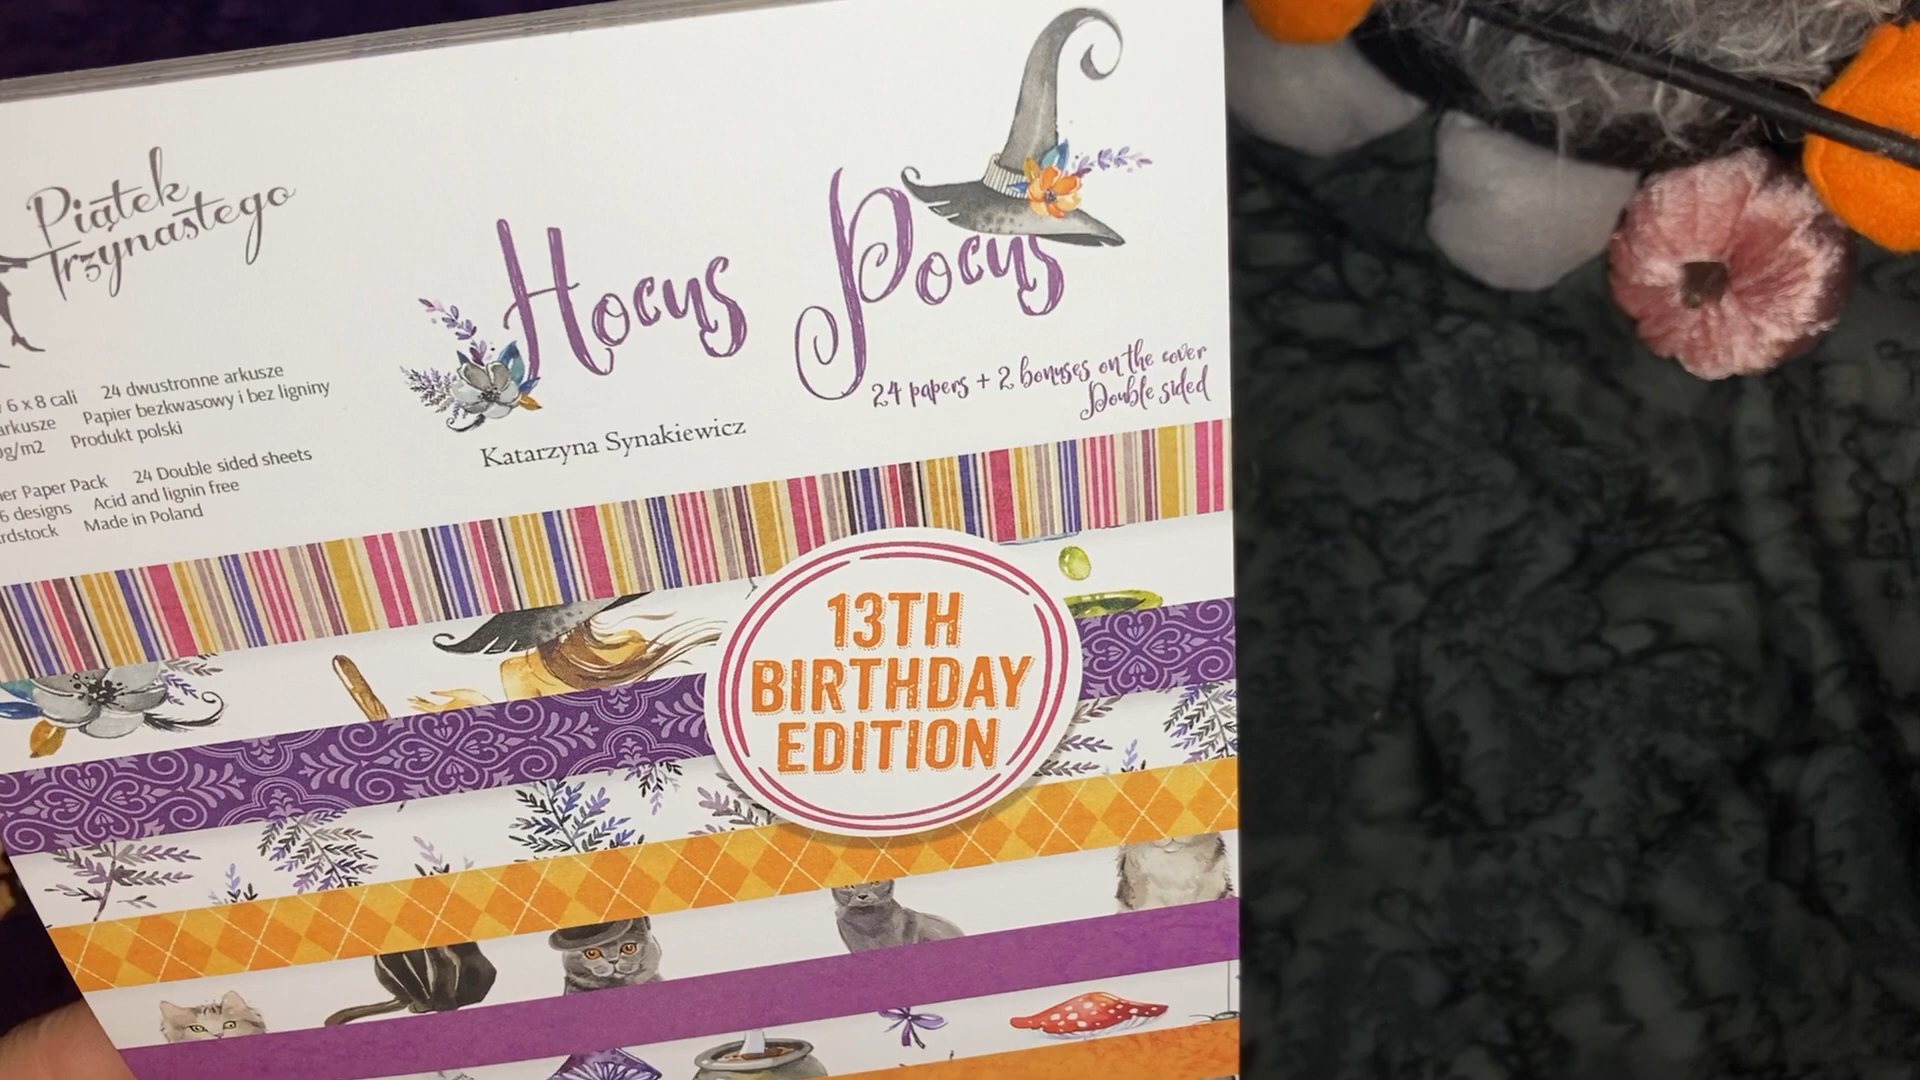 Piątek
Trzynastego
Hocus Pocus
24 papers + 2 bonuses on the cover
Double sided
Katarzyna Synakiewicz
6 x 8 cali 24 dwustronne arkusze
arkusze Papier bezkwasowy i bez ligniny
g/m2 Produkt polski
Paper Pack 24 Double sided sheets
6 designs Acid and lignin free
Made in Poland
13TH
BIRTHDAY
EDITION